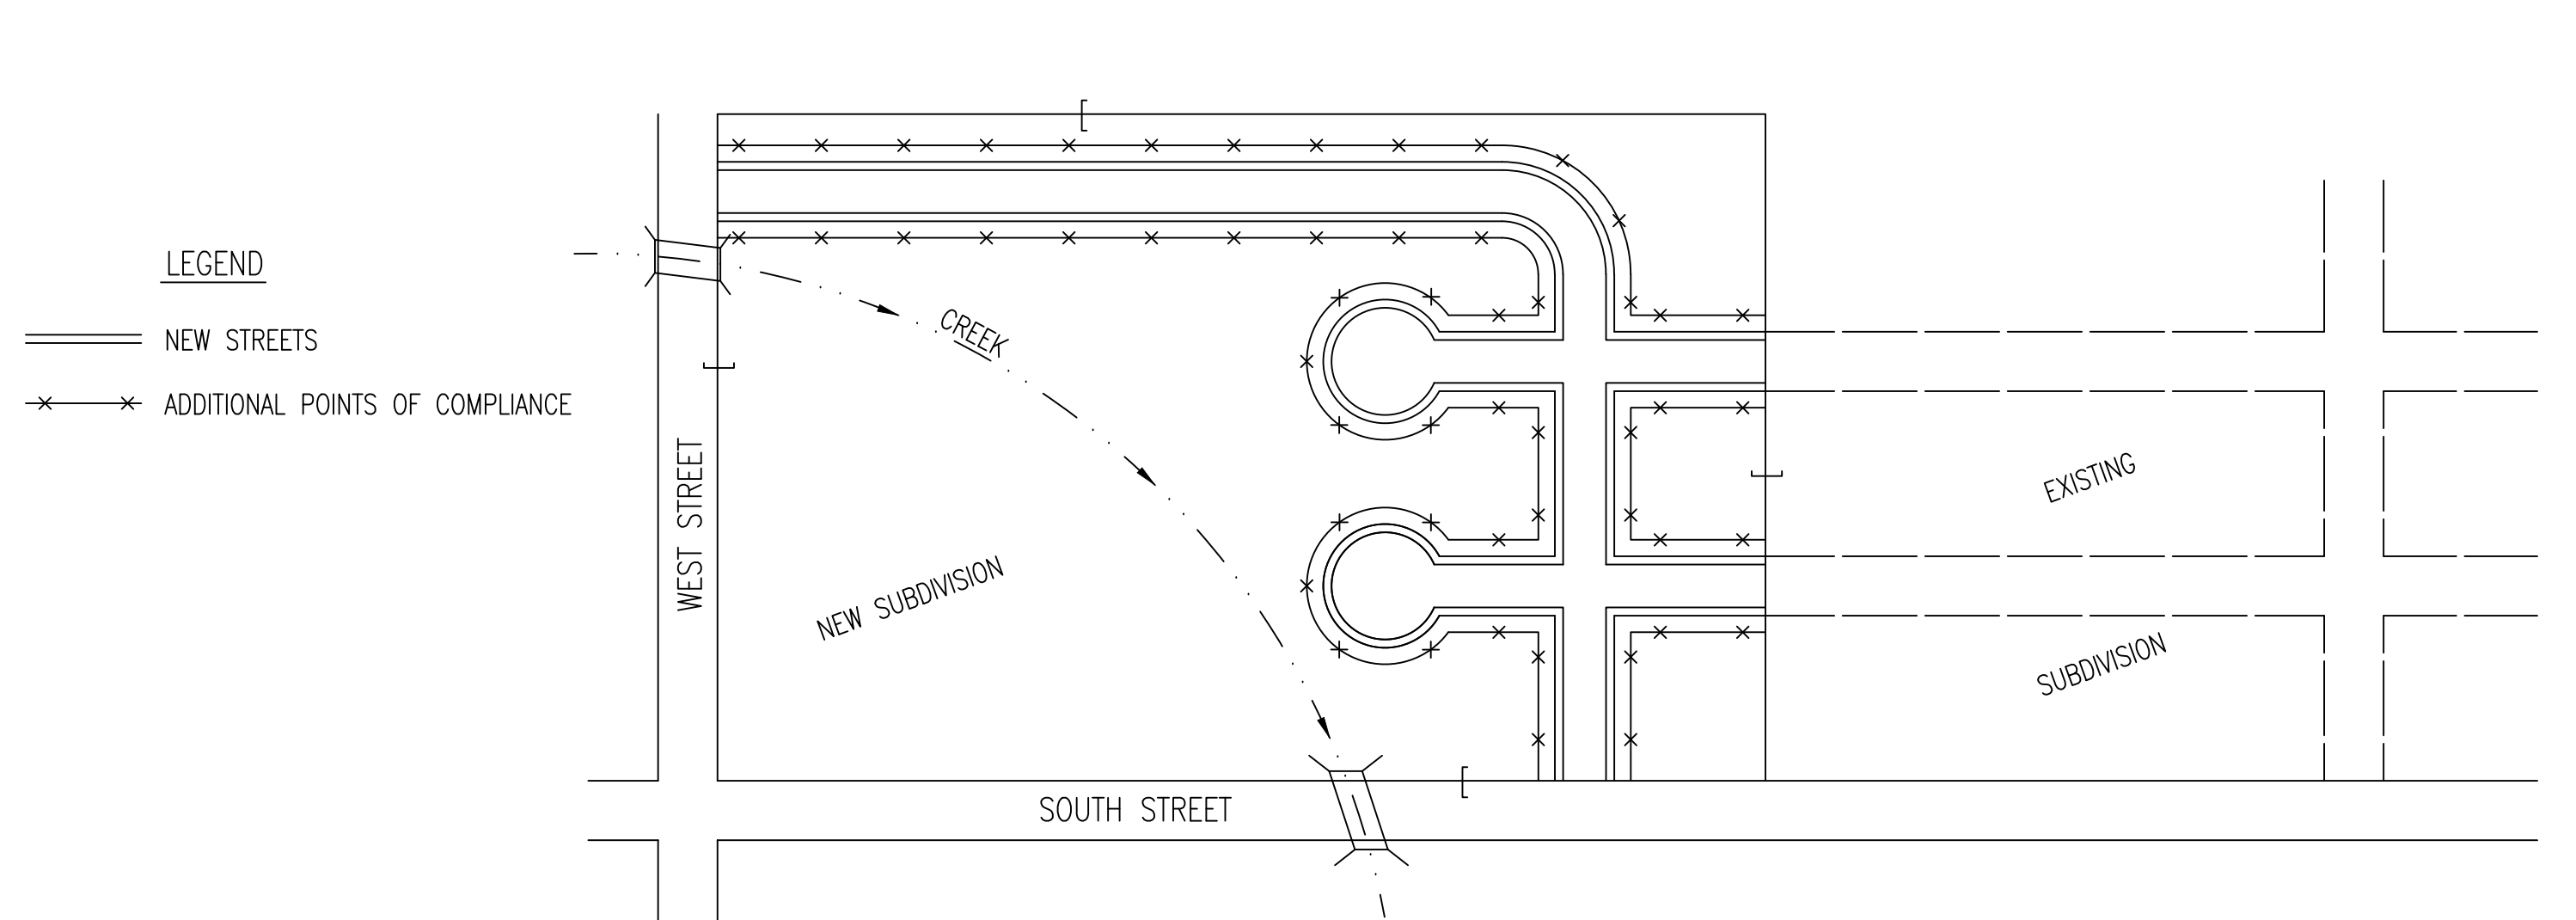 LEGEND
NEW STREETS
ADDITIONAL POINTS OF COMPLIANCE
CREEK
WEST STREET
NEW SUBDIVISION
SOUTH STREET
EXISTING
SUBDIVISION